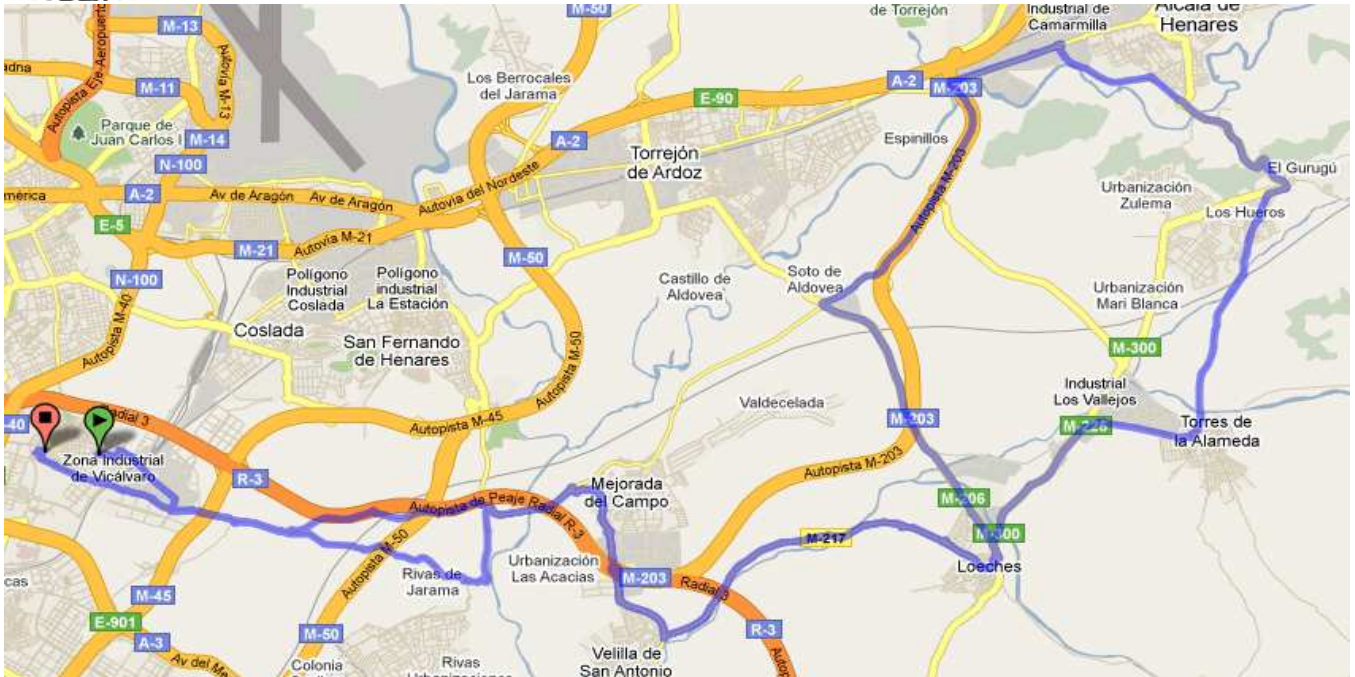 M-50
de Torrejón
Industrial de
Camarmilla
Alcalá de
Henares
M-13
Autopista Eje-Aeropuerto
Autovía M-13
M-11
Los Berrocales
del Jarama
A-2
M-203
E-90
Parque de
Juan Carlos I
M-14
A-2
Espinillos
N-100
Torrejón
de Ardoz
Autopista M-203
El Gurugú
Autovía del Nordeste
Urbanización
Zulema
A-2
Av de Aragón
Av de Aragón
Los Hueros
E-5
M-21
Autovía M-21
M-50
N-100
Polígono
Industrial
Coslada
Polígono
industrial
La Estación
Castillo de
Aldovea
Soto de
Aldovea
Urbanización
Mari Blanca
Autopista M-40
Coslada
San Fernando
de Henares
Autopista M-50
M-300
Industrial
Los Vallejos
Radial 3
Valdecelada
M-203
-40
Autopista M-45
Torres de
la Alameda
Zona Industrial
de Vicálvaro
R-3
Autopista M-203
Mejorada
del Campo
M-206
Autopista de Peaje Radial R-3
M-300
M-217
Loeches
Autopista M-50
Urbanización
Las Acacias
Rivas de
Jarama
M-203
Radial 3
M-45
E-901
A-3
M-50
R-3
Av del Me
Colonia
Rivas
Velilla de
San Antonio